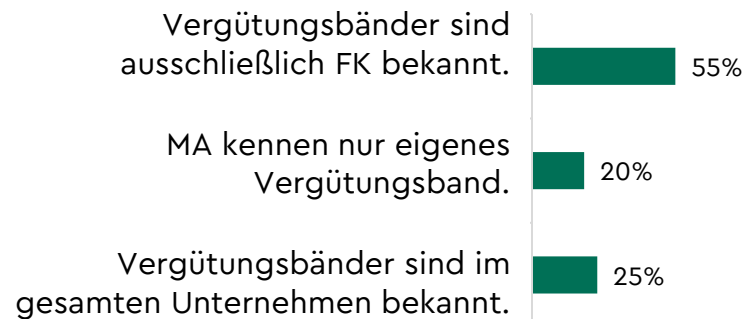 Vergütungsbänder sind
ausschließlich FK bekannt.
55%
MA kennen nur eigenes
Vergütungsband.
20%
Vergütungsbänder sind im
gesamten Unternehmen bekannt.
25%